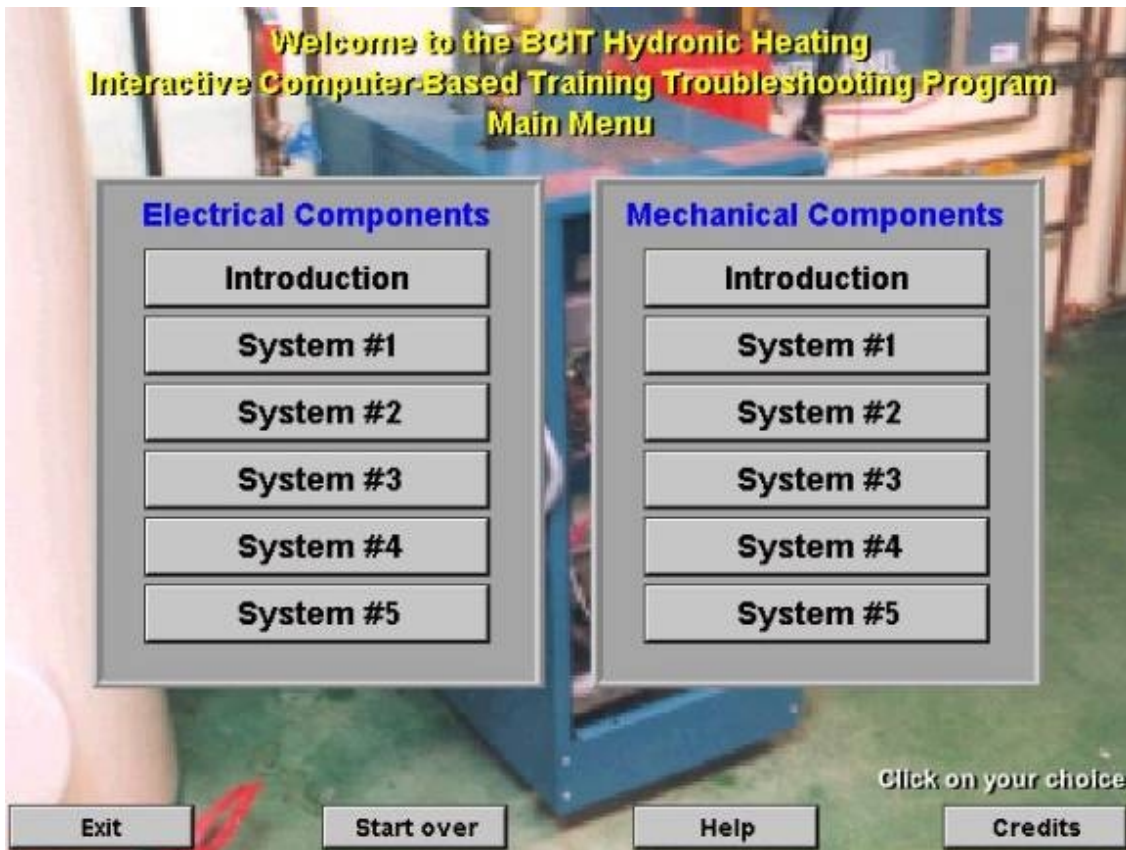 Welcome to the BCIT Hydronic Heating
Interactive Computer-Based Training Troubleshooting Program
Main Menu
Electrical Components
Introduction
System #1
System #2
System #3
System #4
System #5
Mechanical Components
Introduction
System #1
System #2
System #3
System #4
System #5
Click on your choice
Exit
Start over
Help
Credits